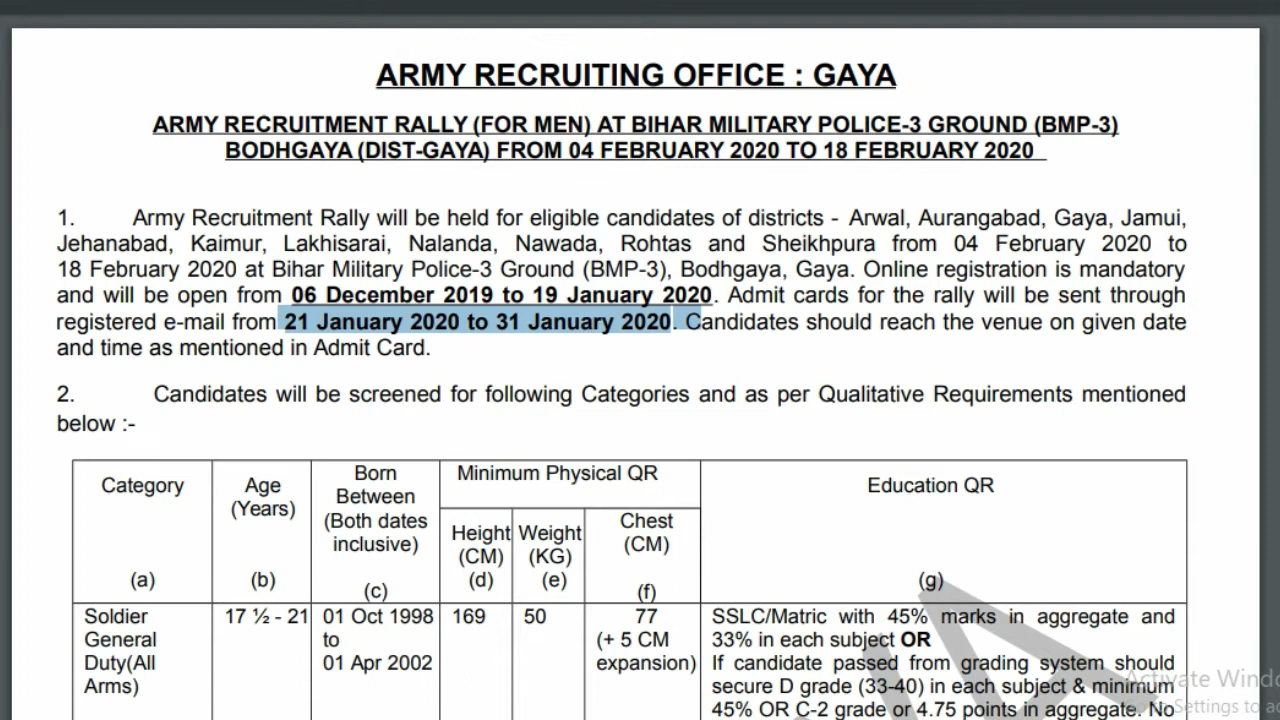 ARMY RECRUITING OFFICE : GAYA
ARMY RECRUITMENT RALLY (FOR MEN) AT BIHAR MILITARY POLICE-3 GROUND (BMP-3)
BODHGAYA (DIST-GAYA) FROM 04 FEBRUARY 2020 TO 18 FEBRUARY 2020
1. Army Recruitment Rally will be held for eligible candidates of districts - Arwal, Aurangabad, Gaya, Jamui,
Jehanabad, Kaimur, Lakhisarai, Nalanda, Nawada, Rohtas and Sheikhpura from 04 February 2020 to
18 February 2020 at Bihar Military Police-3 Ground (BMP-3), Bodhgaya, Gaya. Online registration is mandatory
and will be open from 06 December 2019 to 19 January 2020. Admit cards for the rally will be sent through
registered e-mail from 21 January 2020 to 31 January 2020. Candidates should reach the venue on given date
and time as mentioned in Admit Card.
2. Candidates will be screened for following Categories and as per Qualitative Requirements mentioned
below :-
Category
(a)
Age
(Years)
(b)
Born
Between
(Both dates
inclusive)
(c)
Minimum Physical QR
Height
(CM)
(d)
Weight
(KG)
(e)
Chest
(CM)
(f)
Education QR
(g)
Soldier
General
Duty(All
Arms)
17 ½ - 21
01 Oct 1998
to
01 Apr 2002
169
50
77
(+ 5 CM
expansion)
SSLC/Matric with 45% marks in aggregate and
33% in each subject OR
If candidate passed from grading system should
secure D grade (33-40) in each subject & minimum
45% OR C-2 grade or 4.75 points in aggregate. No
Activate Windo
Settings to a